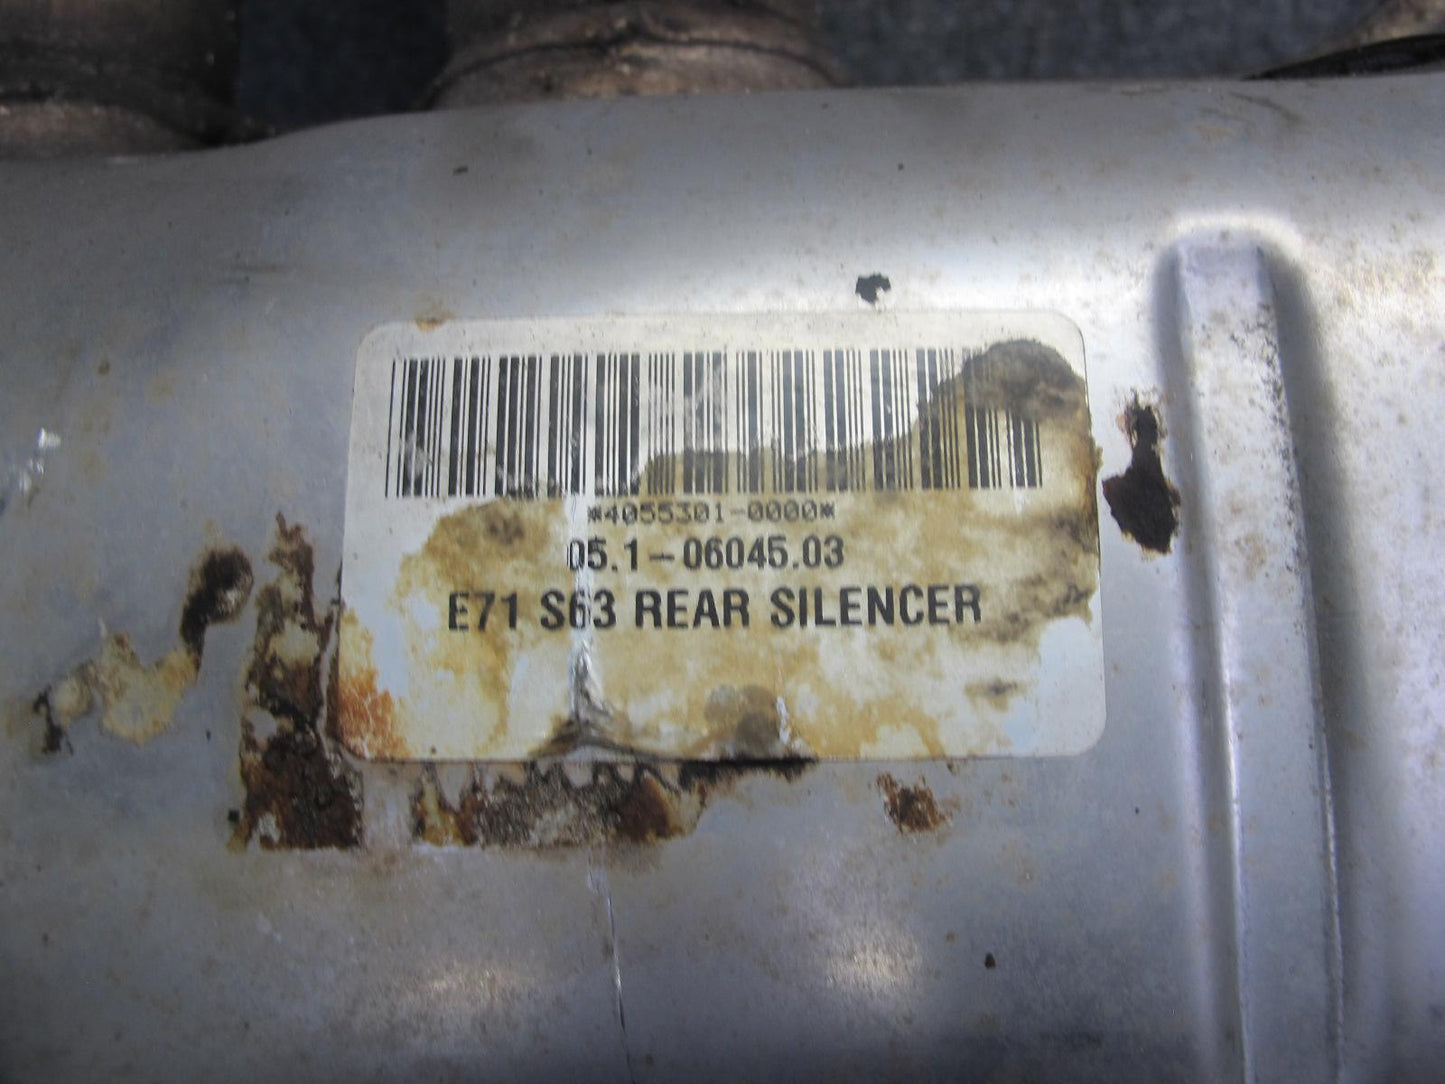 *4055301-0000*
05.1-06045.03
E71 S63 REAR SILENCER